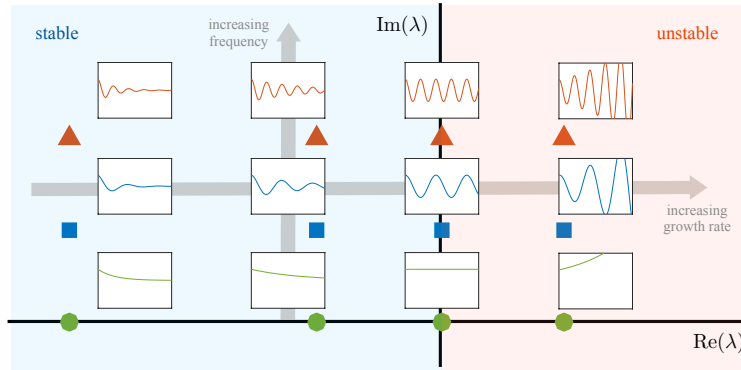 stable
increasing
frequency
Im(λ)
unstable
increasing
growth rate
Re(λ)